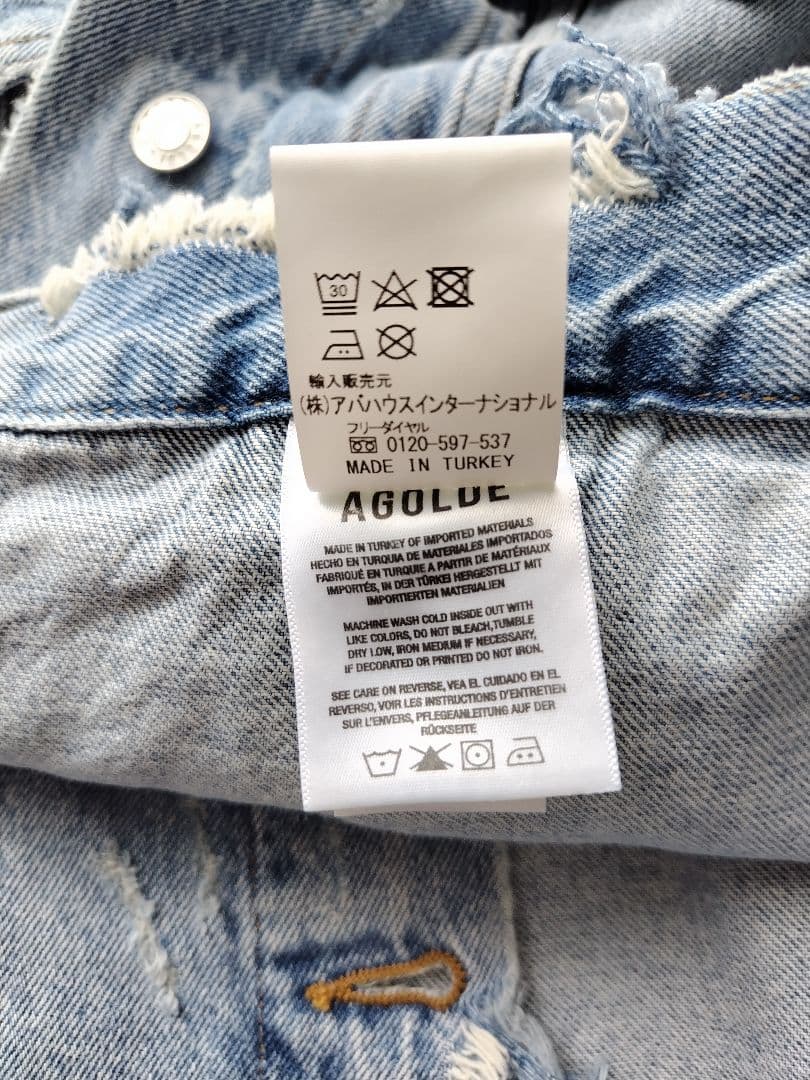 30
輸入販売元
(株)アバハウスインターナショナル
フリーダイヤル
0120-597-537
MADE IN TURKEY
AGOLDE
MADE IN TURKEY OF IMPORTED MATERIALS
HECHO EN TURQUIA DE MATERIALES IMPORTADOS
FABRIQUÉ EN TURQUIE A PARTIR DE MATÉRIAUX
IMPORTÉS, IN DER TÜRKEI HERGESTELLT MIT
IMPORTIERTEN MATERIALIEN
MACHINE WASH COLD INSIDE OUT WITH
LIKE COLORS, DO NOT BLEACH,TUMBLE
DRY LOW, IRON MEDIUM IF NECESSARY,
IF DECORATED OR PRINTED DO NOT IRON.
SEE CARE ON REVERSE, VEA EL CUIDADO EN EL
REVERSO, VOIR LES INSTRUCTIONS D'ENTRETIEN
SUR L'ENVERS, PFLEGEANLEITUNG AUF DER
RÜCKSEITE